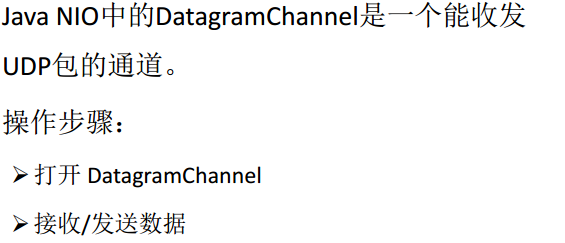 Java NIO中的DatagramChannel是一个能收发
UDP包的通道。
操作步骤：
➢打开 DatagramChannel
➢接收/发送数据